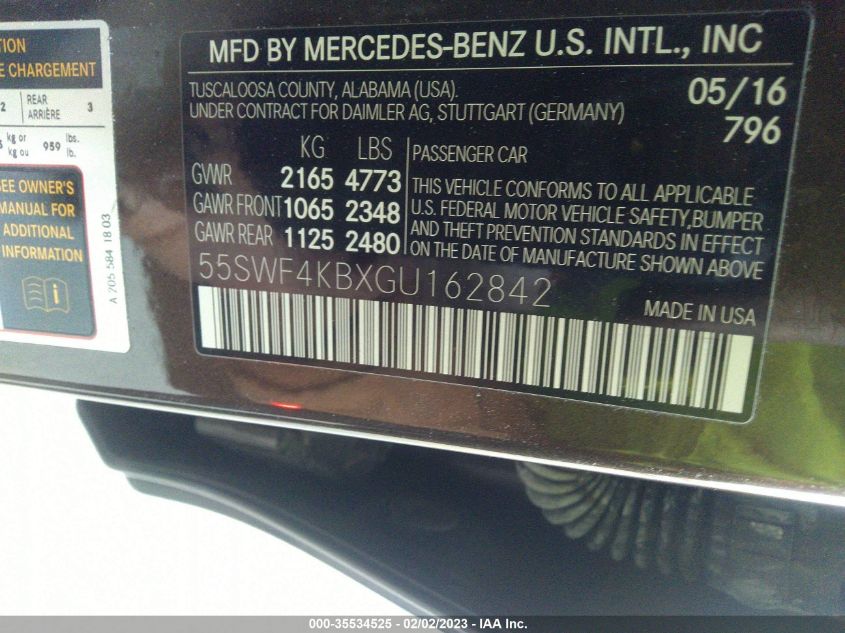 TION
E CHARGEMENT
2 REAR ARRIÈRE 3
kg or kg ou 959 lbs. lb.
SEE OWNER'S
MANUAL FOR
ADDITIONAL
INFORMATION
A 205 584 18 03
MFD BY MERCEDES-BENZ U.S. INTL., INC
TUSCALOOSA COUNTY, ALABAMA (USA).
UNDER CONTRACT FOR DAIMLER AG, STUTTGART (GERMANY)
05/16
796
KG LBS
GVWR 2165 4773
GAWR FRONT 1065 2348
GAWR REAR 1125 2480
PASSENGER CAR
THIS VEHICLE CONFORMS TO ALL APPLICABLE
U.S. FEDERAL MOTOR VEHICLE SAFETY, BUMPER
AND THEFT PREVENTION STANDARDS IN EFFECT
ON THE DATE OF MANUFACTURE SHOWN ABOVE
55SWF4KBXGU162842
MADE IN USA
000-35534525 - 02/02/2023 - IAA Inc.